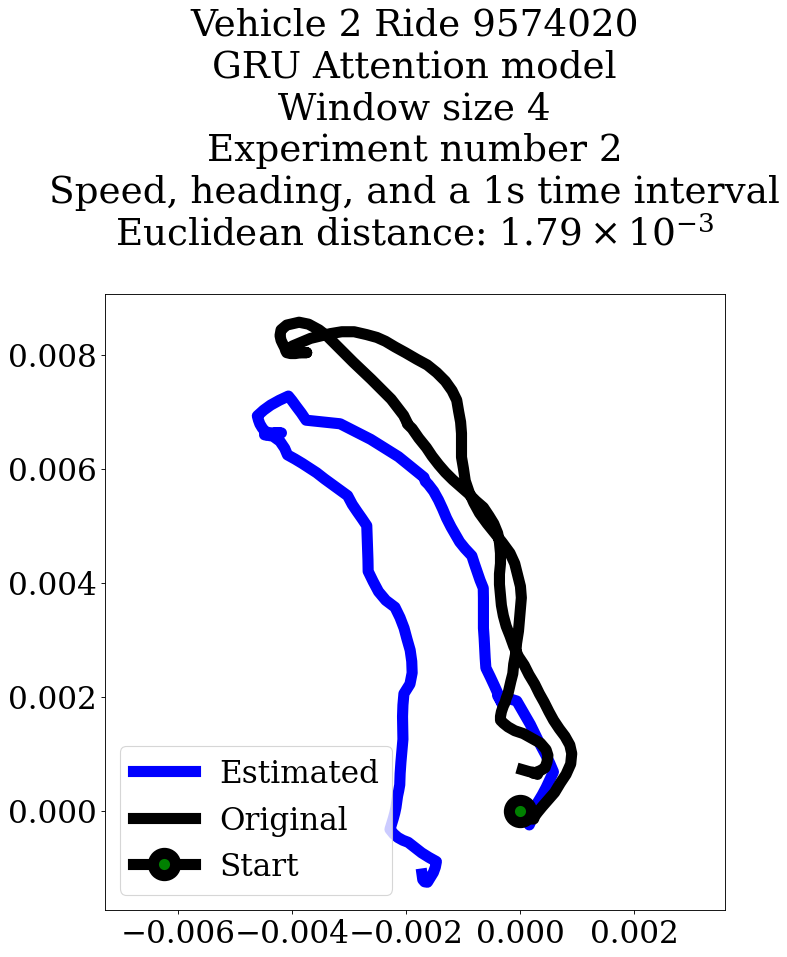 Vehicle 2 Ride 9574020
GRU Attention model
Window size 4
Experiment number 2
Speed, heading, and a 1s time interval
Euclidean distance: 1.79 × 10⁻³
0.008
0.006
0.004
0.002
0.000
Estimated
Original
Start
−0.006 −0.004 −0.002 0.000 0.002